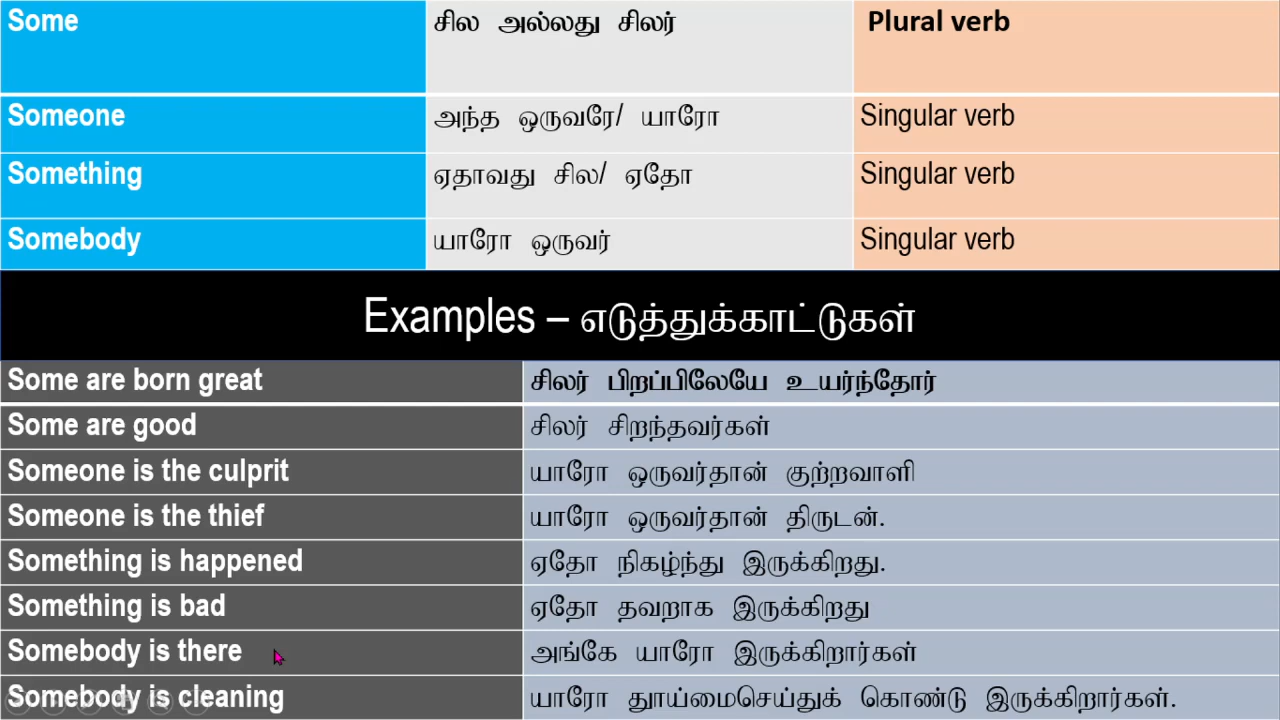 Some சில அல்லது சிலர் Plural verb
Someone அந்த ஒருவரே/ யாரோ Singular verb
Something ஏதாவது சில/ ஏதோ Singular verb
Somebody யாரோ ஒருவர் Singular verb
Examples – எடுத்துக்காட்டுகள்
Some are born great சிலர் பிறப்பிலேயே உயர்ந்தோர்
Some are good சிலர் சிறந்தவர்கள்
Someone is the culprit யாரோ ஒருவர்தான் குற்றவாளி
Someone is the thief யாரோ ஒருவர்தான் திருடன்.
Something is happened ஏதோ நிகழ்ந்து இருக்கிறது.
Something is bad ஏதோ தவறாக இருக்கிறது
Somebody is there அங்கே யாரோ இருக்கிறார்கள்
Somebody is cleaning யாரோ துாய்மைசெய்துக் கொண்டு இருக்கிறார்கள்.